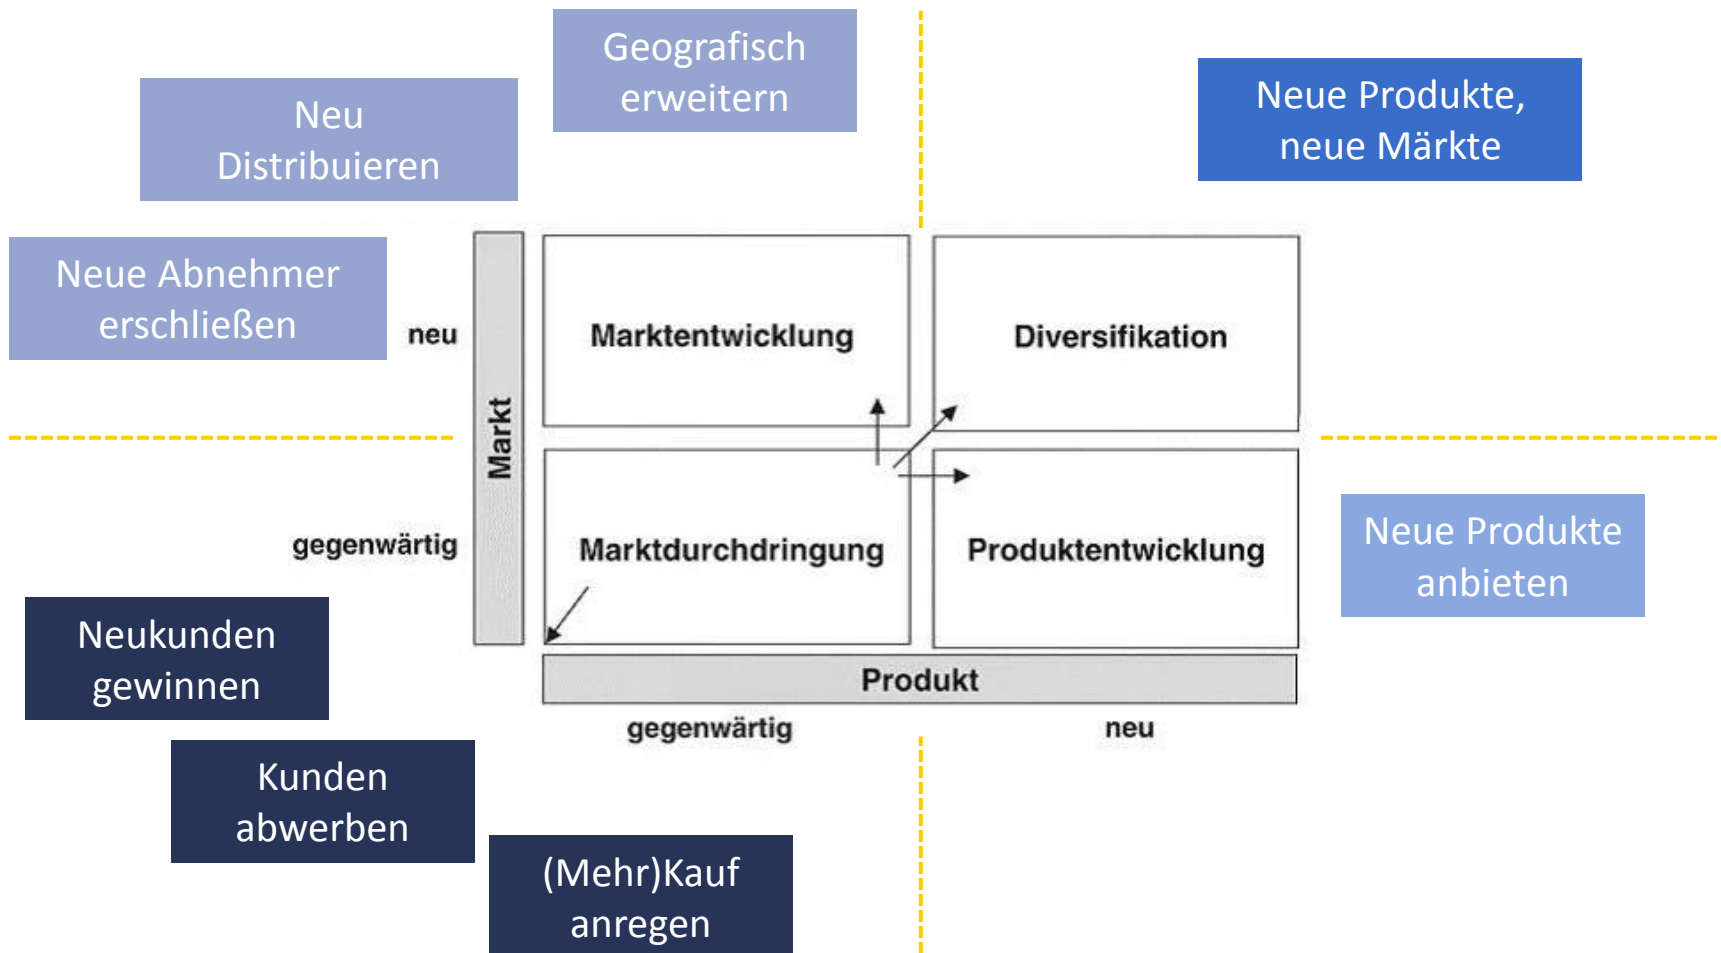 Geografisch
erweitern
Neu
Distribuieren
Neue Produkte,
neue Märkte
Neue Abnehmer
erschließen
neu
Marktentwicklung
Diversifikation
Markt
gegenwärtig
Marktdurchdringung
Produktentwicklung
Neue Produkte
anbieten
Neukunden
gewinnen
Produkt
gegenwärtig
neu
Kunden
abwerben
(Mehr)Kauf
anregen